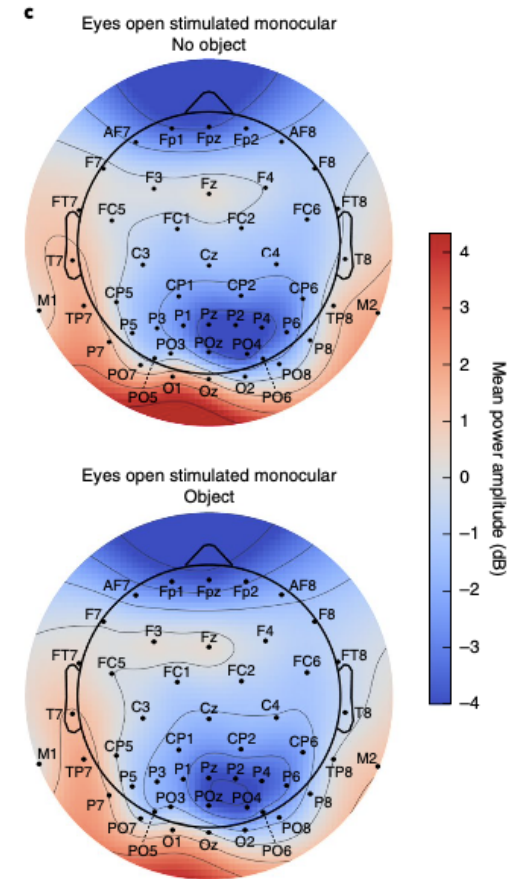 c
Eyes open stimulated monocular
No object
AF7 Fp1 Fpz Fp2 AF8
F7 F3 Fz F4 F8
FT7 FC5 FC1 FC2 FC6 FT8
T7 C3 Cz C4 T8
M1 TP7 CP5 CP1 CP2 CP6 TP8 M2
P7 P5 P3 P1 Pz P2 P4 P6 P8
PO7 PO3 POz PO4 PO8
PO5 O1 Oz O2 PO6
Eyes open stimulated monocular
Object
AF7 Fp1 Fpz Fp2 AF8
F7 F3 Fz F4 F8
FT7 FC5 FC1 FC2 FC6 FT8
T7 C3 Cz C4 T8
M1 TP7 CP5 CP1 CP2 CP6 TP8 M2
P7 P5 P3 P1 Pz P2 P4 P6 P8
PO7 PO3 POz PO4 PO8
PO5 O1 Oz O2 PO6
4
3
2
1
0
−1
−2
−3
−4
Mean power amplitude (dB)